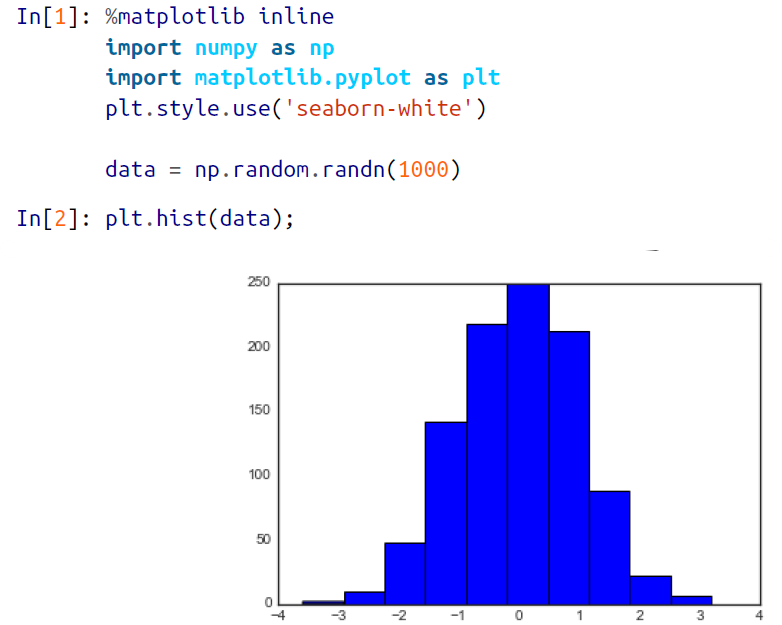 In[1]: %matplotlib inline
import numpy as np
import matplotlib.pyplot as plt
plt.style.use('seaborn-white')
data = np.random.randn(1000)
In[2]: plt.hist(data);
250
200
150
100
50
0
−4 −3 −2 −1 0 1 2 3 4